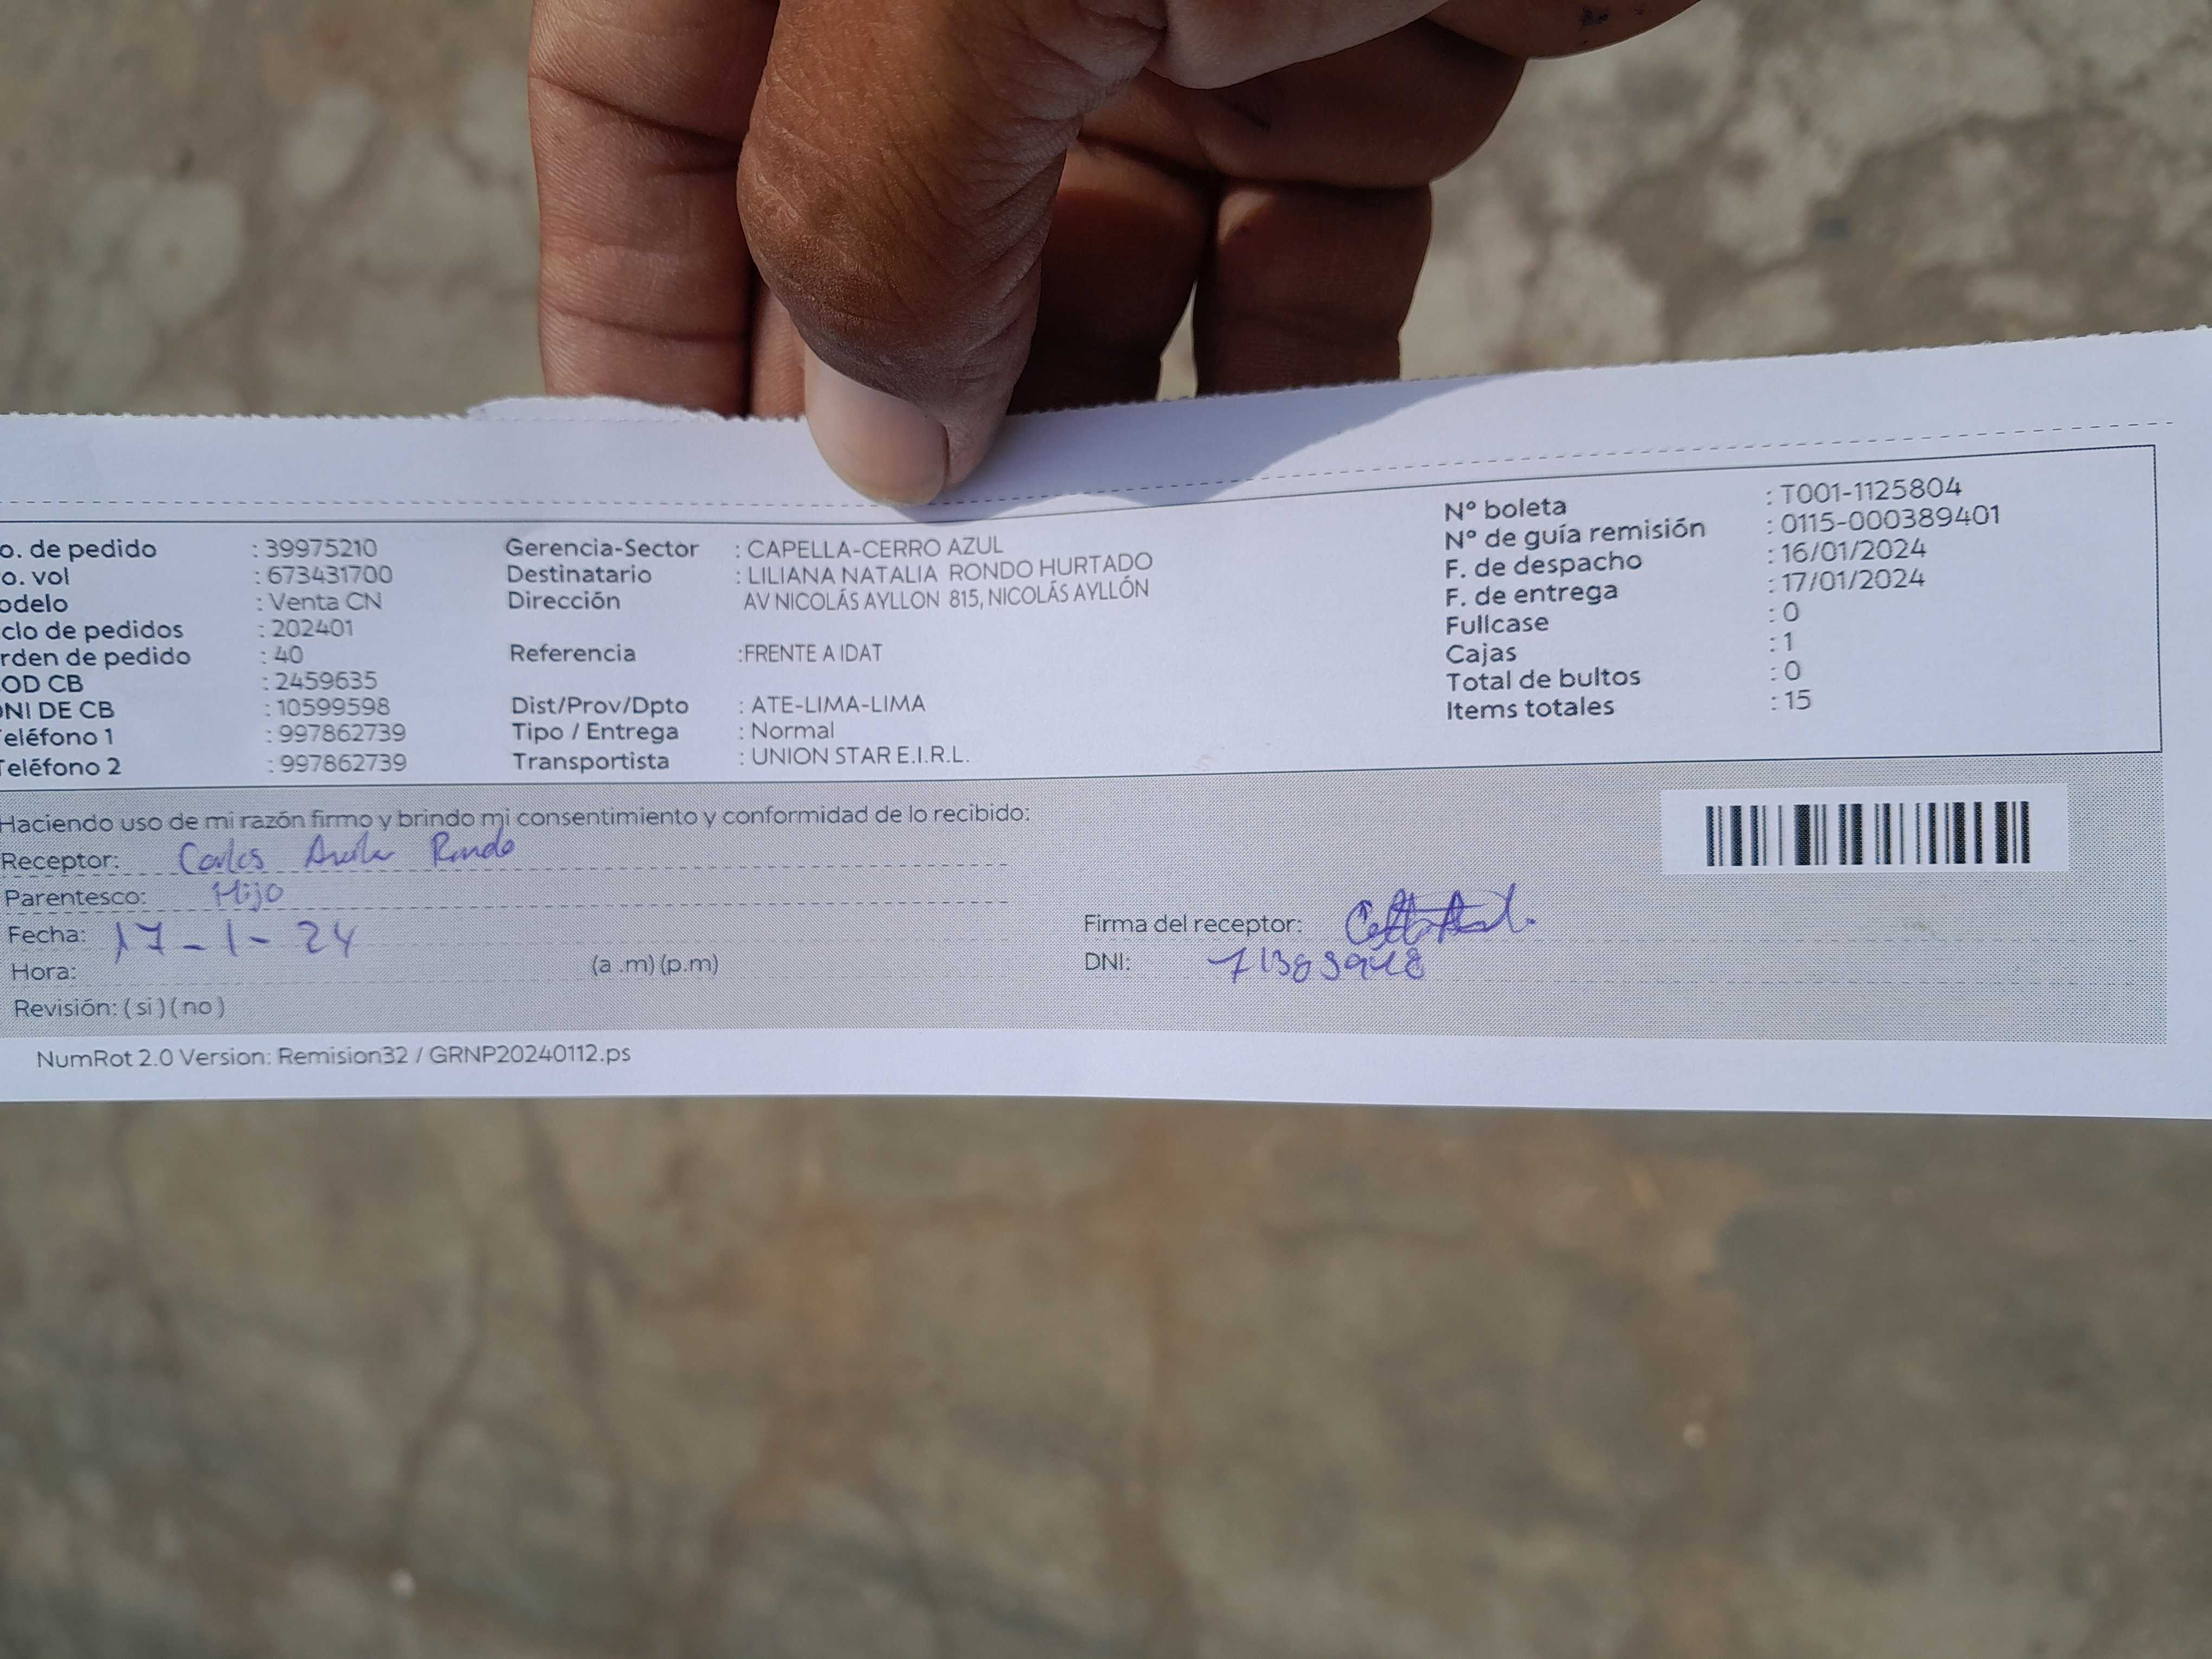 o. de pedido : 39975210
o. vol : 673431700
odelo : Venta CN
clo de pedidos : 202401
rden de pedido : 40
OD CB : 2459635
NI DE CB : 10599598
eléfono 1 : 997862739
Teléfono 2 : 997862739
Gerencia-Sector : CAPELLA-CERRO AZUL
Destinatario : LILIANA NATALIA RONDO HURTADO
Dirección AV NICOLÁS AYLLON 815, NICOLÁS AYLLÓN
Referencia :FRENTE A IDAT
Dist/Prov/Dpto : ATE-LIMA-LIMA
Tipo / Entrega : Normal
Transportista : UNION STAR E.I.R.L.
Nº boleta : T001-1125804
Nº de guía remisión : 0115-000389401
F. de despacho : 16/01/2024
F. de entrega : 17/01/2024
Fullcase : 0
Cajas : 1
Total de bultos : 0
Items totales : 15
Haciendo uso de mi razón firmo y brindo mi consentimiento y conformidad de lo recibido:
Receptor: Carlos Rondo
Parentesco: Hijo
Fecha: 17-1-24
Hora: (a .m) (p.m)
Revisión: ( si ) ( no )
Firma del receptor:
DNI:
NumRot 2.0 Version: Remision32 / GRNP20240112.ps